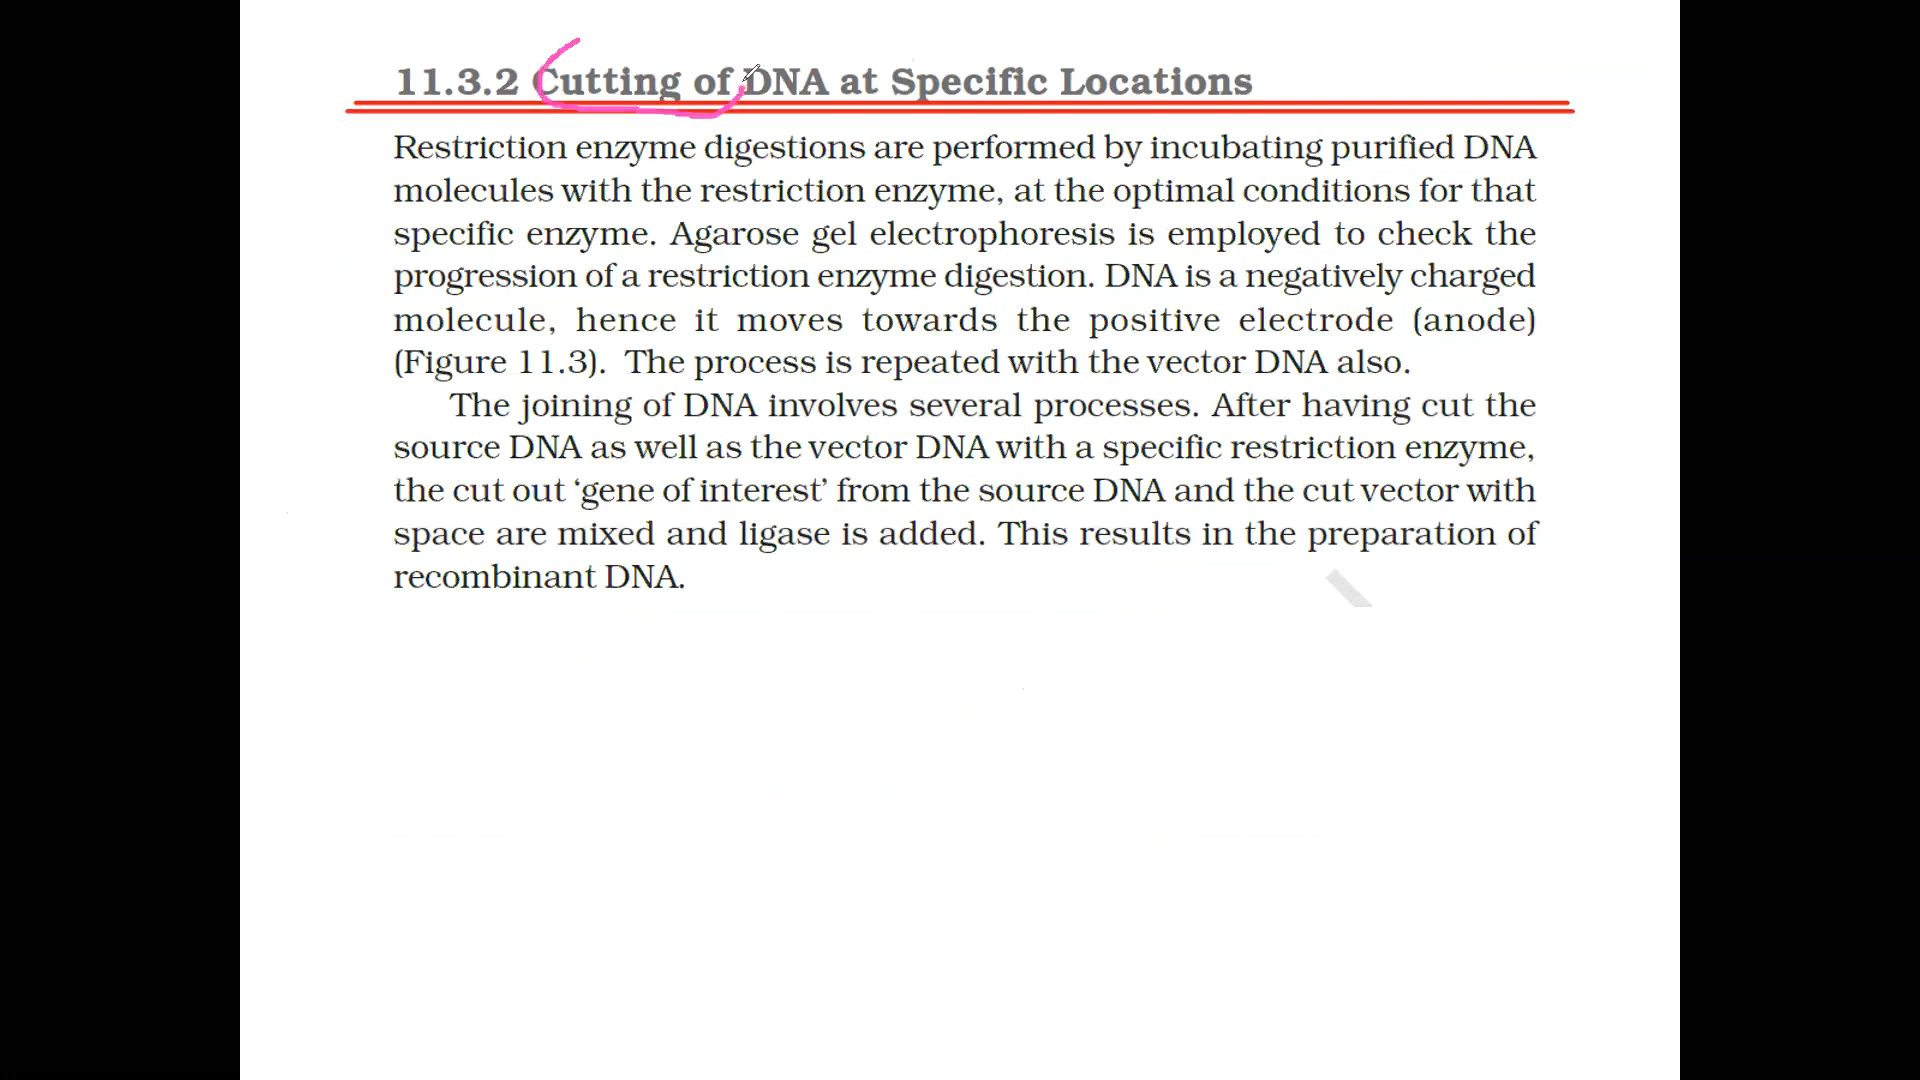 11.3.2 Cutting of DNA at Specific Locations
Restriction enzyme digestions are performed by incubating purified DNA
molecules with the restriction enzyme, at the optimal conditions for that
specific enzyme. Agarose gel electrophoresis is employed to check the
progression of a restriction enzyme digestion. DNA is a negatively charged
molecule, hence it moves towards the positive electrode (anode)
(Figure 11.3). The process is repeated with the vector DNA also.
The joining of DNA involves several processes. After having cut the
source DNA as well as the vector DNA with a specific restriction enzyme,
the cut out ‘gene of interest’ from the source DNA and the cut vector with
space are mixed and ligase is added. This results in the preparation of
recombinant DNA.